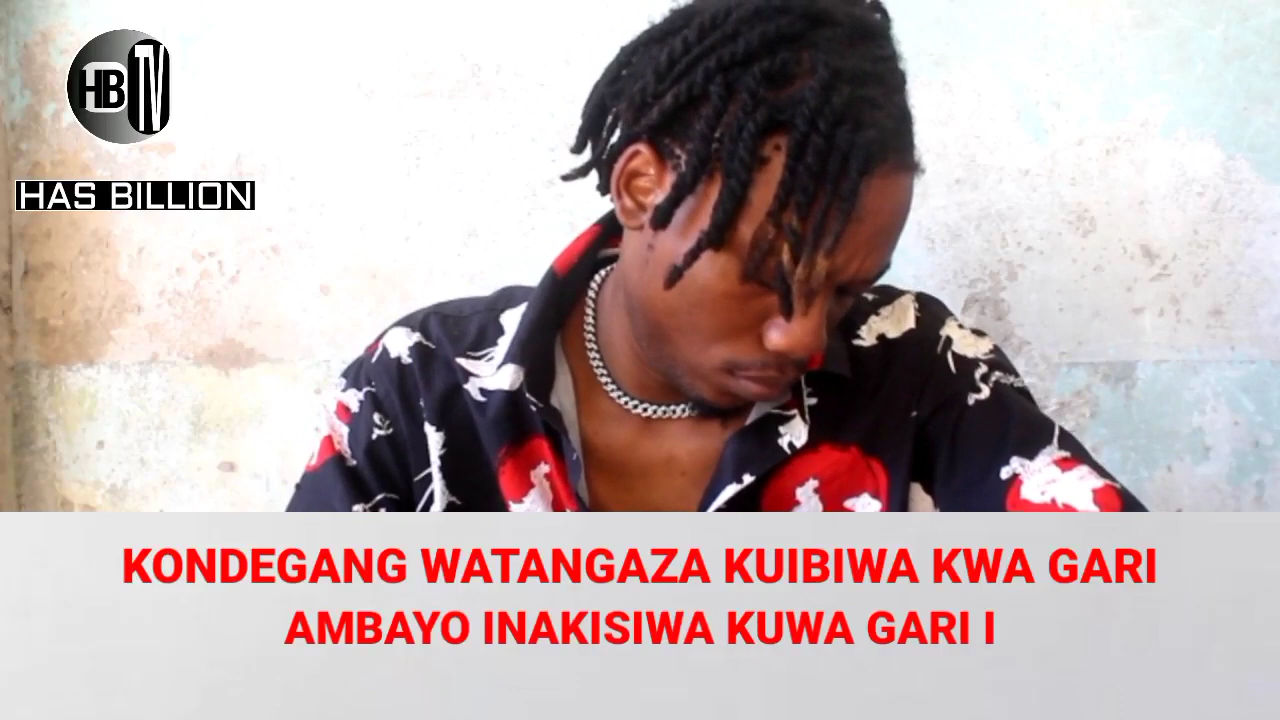 HB TV
HAS BILLION
KONDEGANG WATANGAZA KUIBIWA KWA GARI
AMBAYO INAKISIWA KUWA GARI I